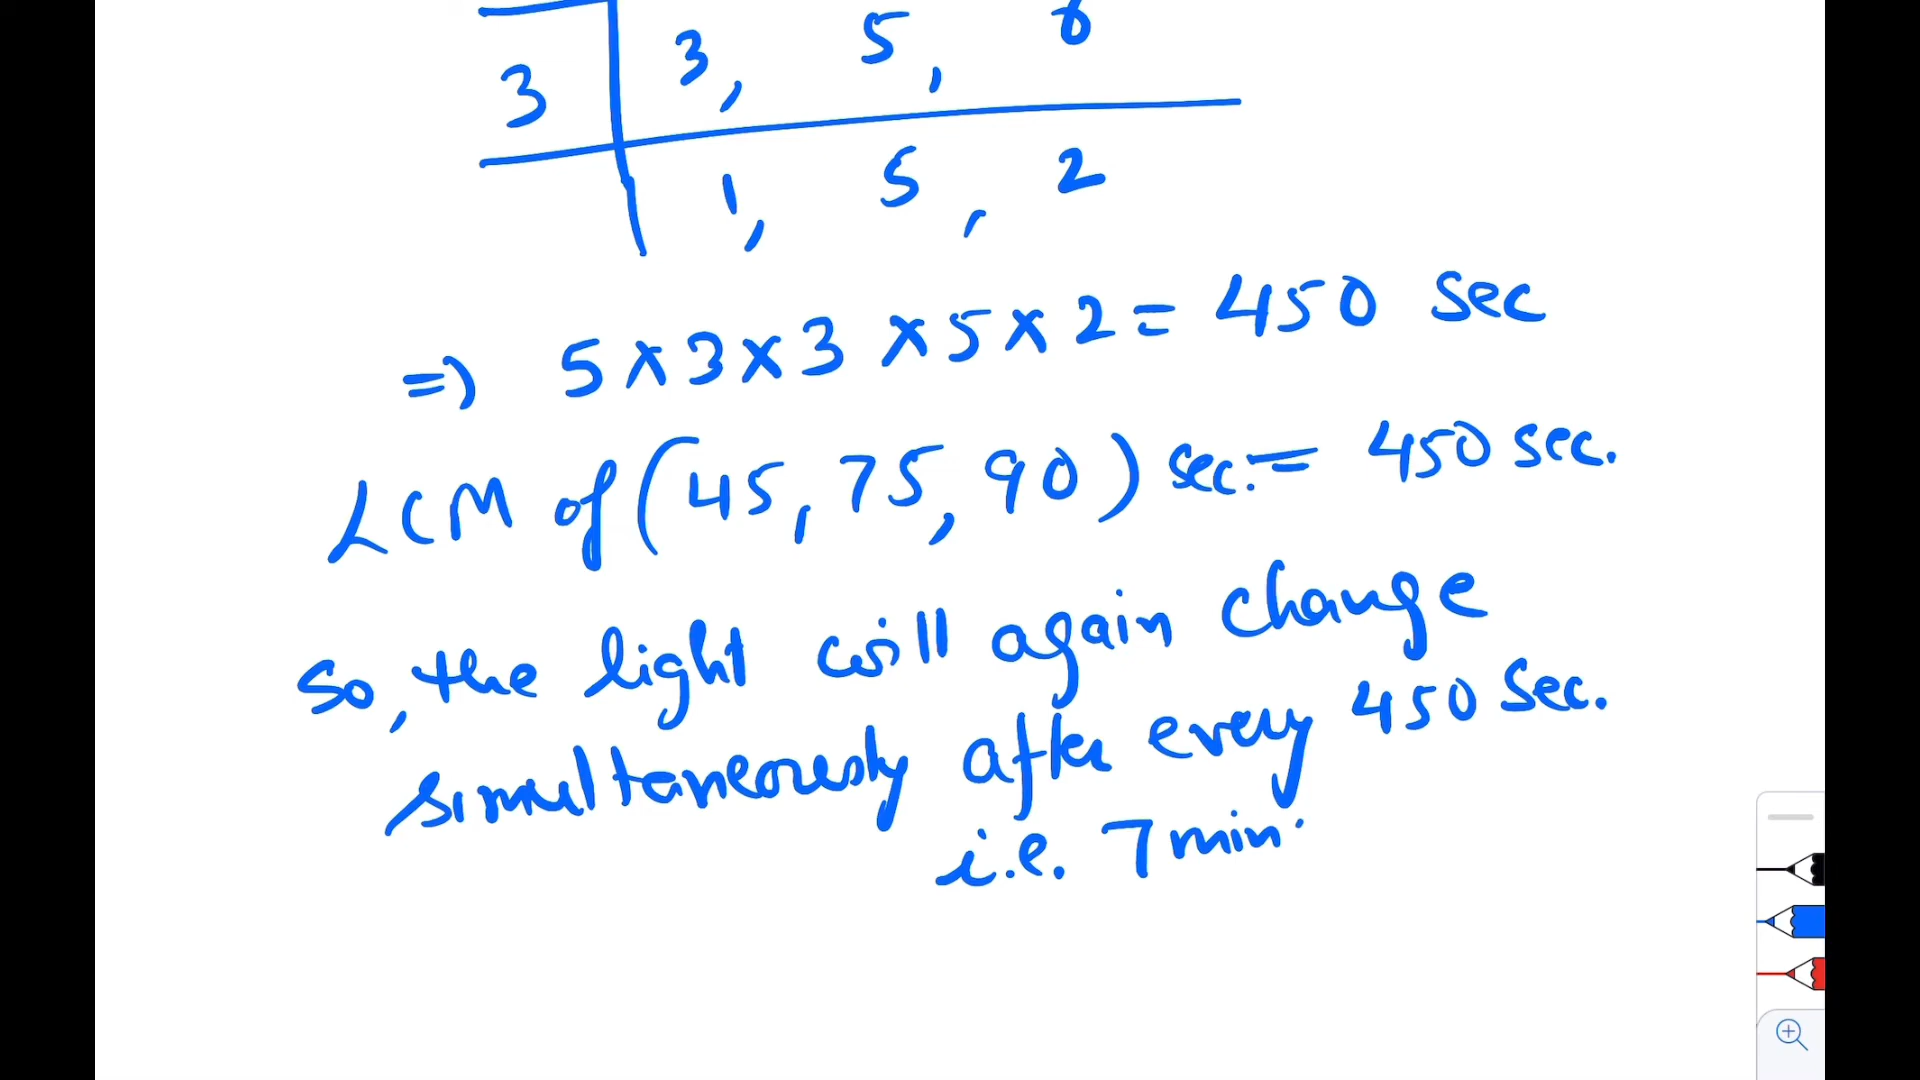 3 3, 5, 6
1, 5, 2
=) 5 x 3 x 3 x 5 x 2 = 450 sec
LCM of (45, 75, 90) sec. = 450 sec.
so, the light will again change
simultaneously after every 450 sec.
i.e. 7 min.